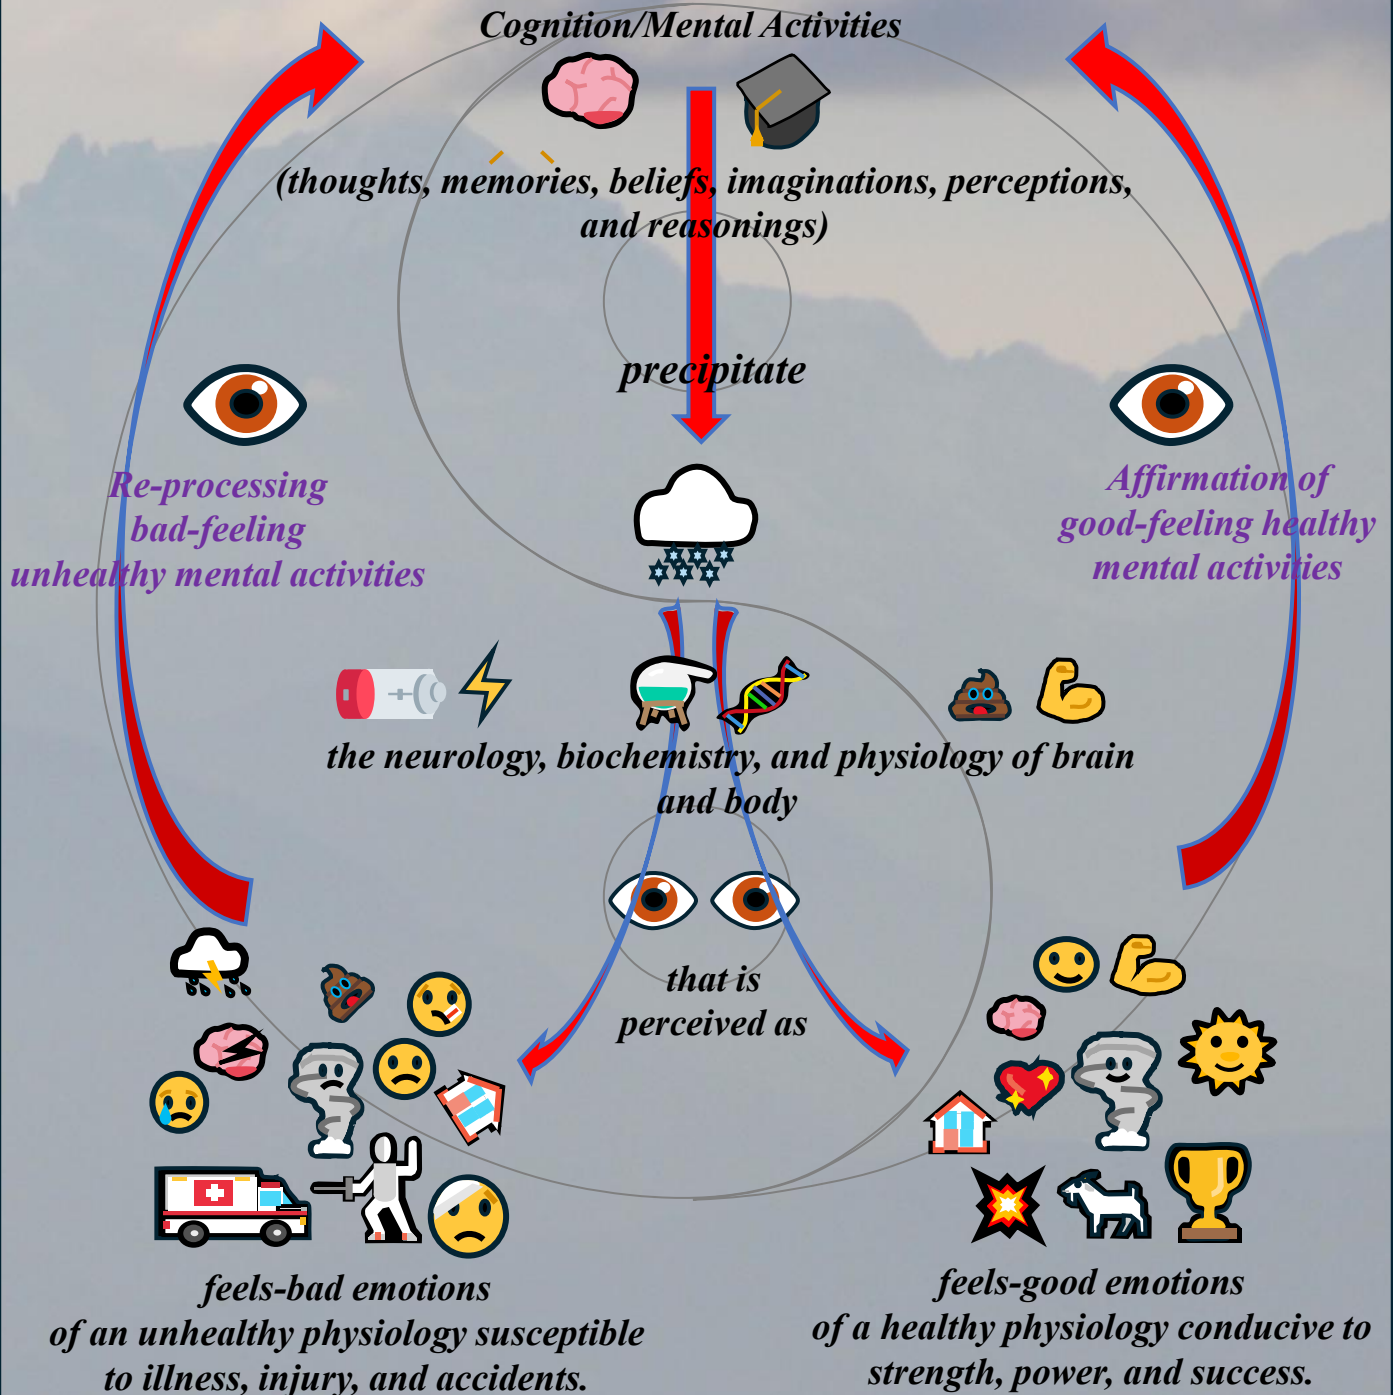 Cognition/Mental Activities
(thoughts, memories, beliefs, imaginations, perceptions,
and reasonings)
precipitate
Re-processing
bad-feeling
unhealthy mental activities
Affirmation of
good-feeling healthy
mental activities
the neurology, biochemistry, and physiology of brain
and body
that is
perceived as
feels-bad emotions
of an unhealthy physiology susceptible
to illness, injury, and accidents.
feels-good emotions
of a healthy physiology conducive to
strength, power, and success.